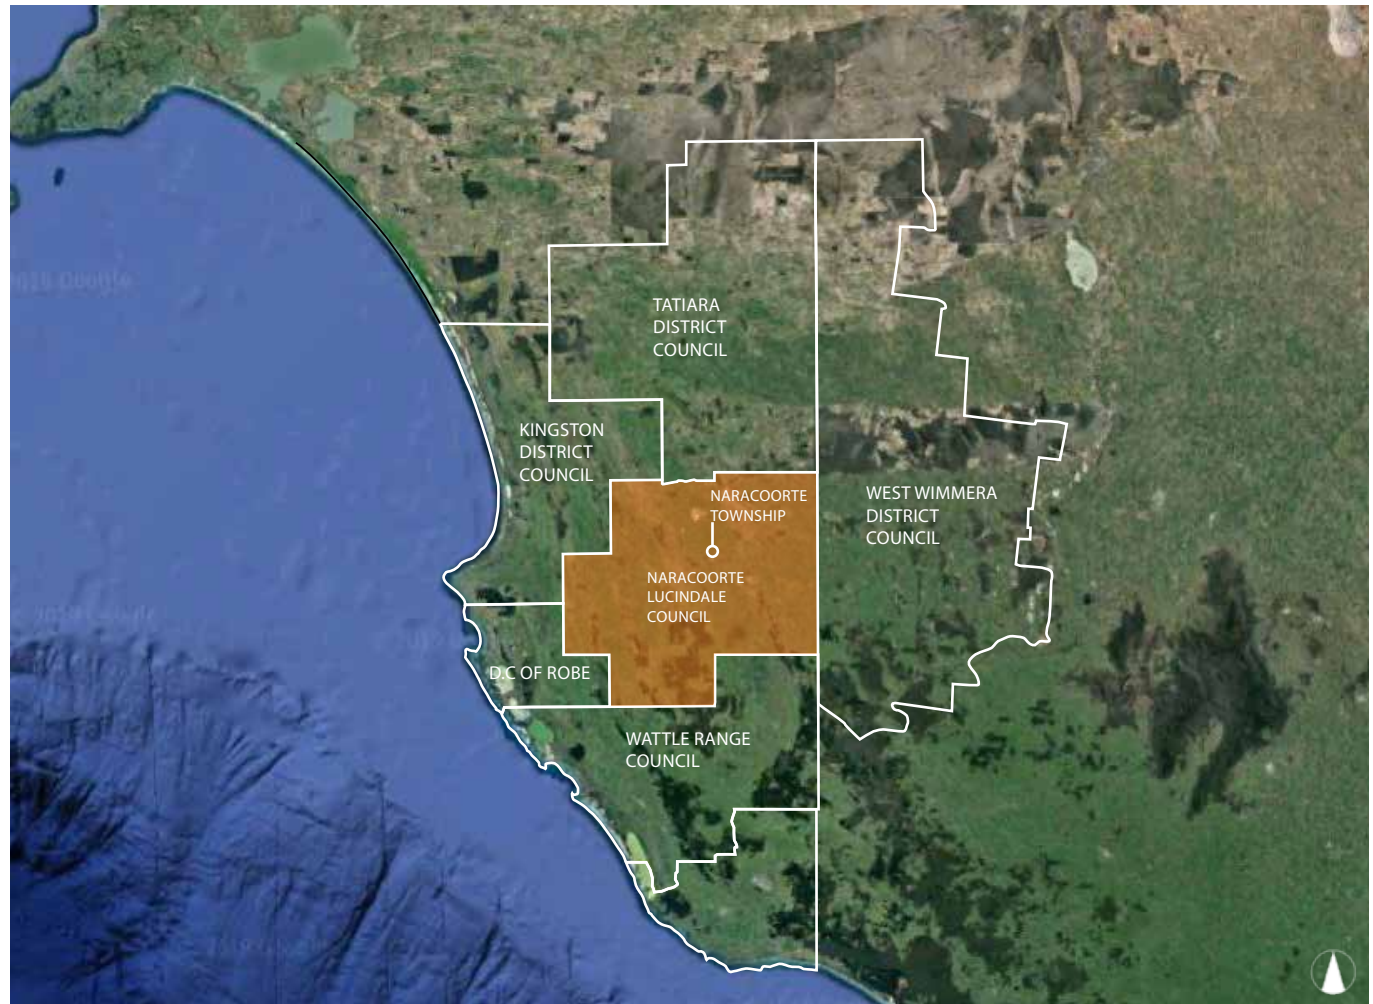 TATIARA
DISTRICT
COUNCIL
KINGSTON
DISTRICT
COUNCIL
NARACOORTE
TOWNSHIP
WEST WIMMERA
DISTRICT
COUNCIL
NARACOORTE
LUCINDALE
COUNCIL
D.C OF ROBE
WATTLE RANGE
COUNCIL